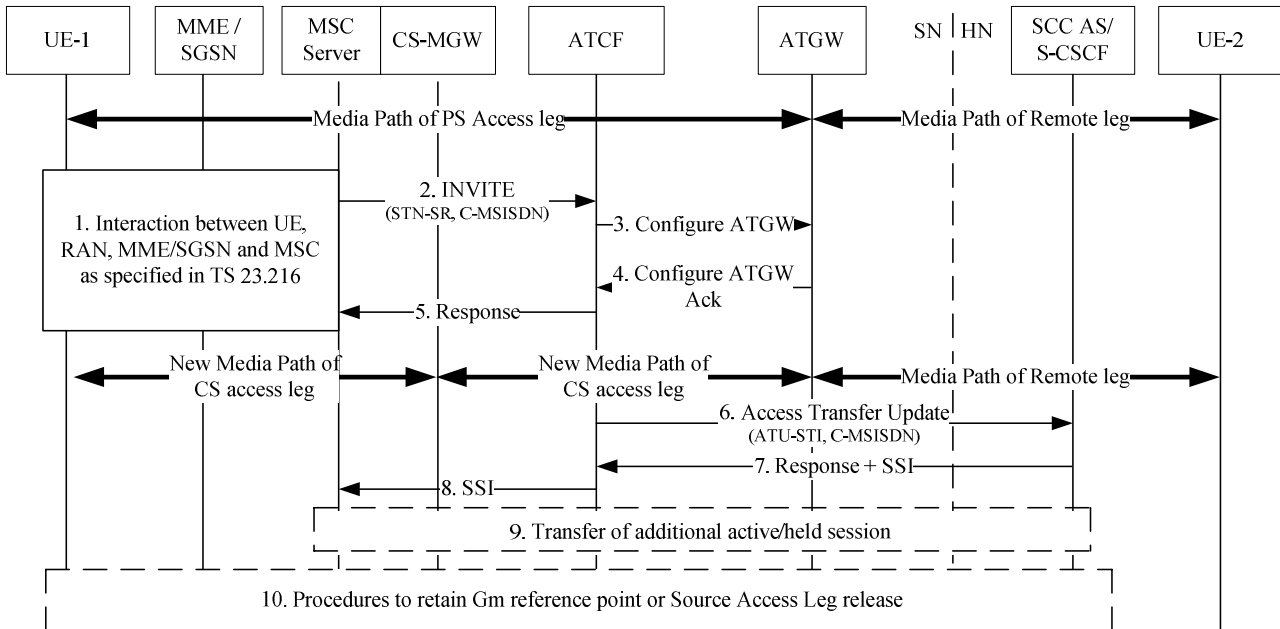 UE-1
MME /
SGSN
MSC
Server
CS-MGW
ATCF
ATGW
SN
HN
SCC AS/
S-CSCF
UE-2
Media Path of PS Access leg
Media Path of Remote leg
1. Interaction between UE,
RAN, MME/SGSN and MSC
as specified in TS 23.216
2. INVITE
(STN-SR, C-MSISDN)
3. Configure ATGW
4. Configure ATGW
Ack
5. Response
New Media Path of
CS access leg
New Media Path of
CS access leg
Media Path of Remote leg
6. Access Transfer Update
(ATU-STI, C-MSISDN)
7. Response + SSI
8. SSI
9. Transfer of additional active/held session
10. Procedures to retain Gm reference point or Source Access Leg release